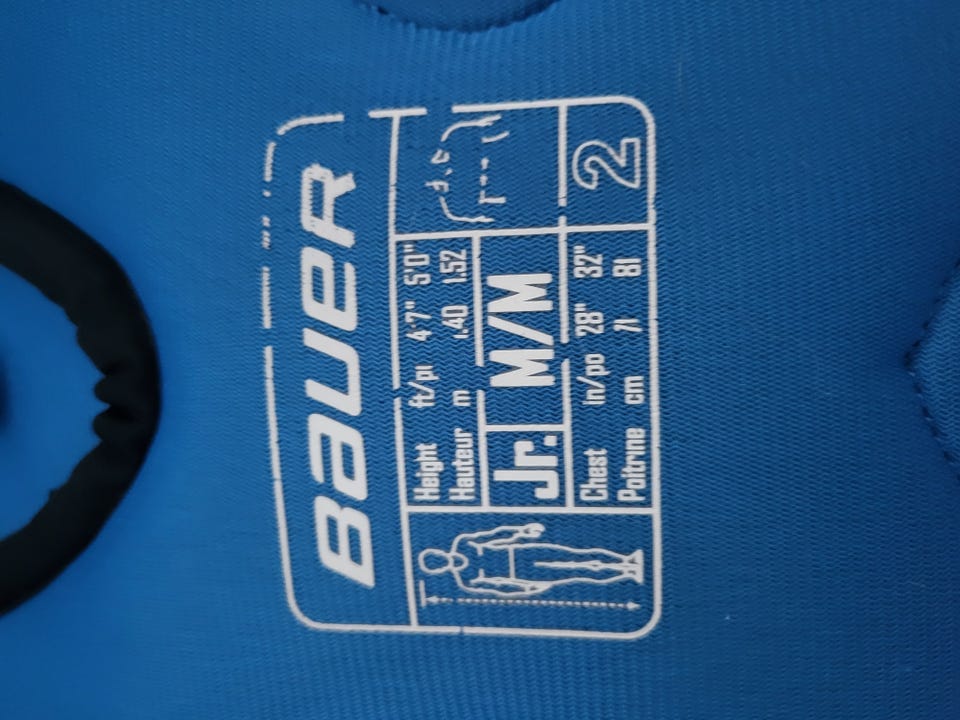 BAUER
Height ft/pi 4'7" 5'0"
Hauteur m 1.40 1.52
Jr. M/M
Chest in/po 28" 32"
Poitrine cm 71 81
2